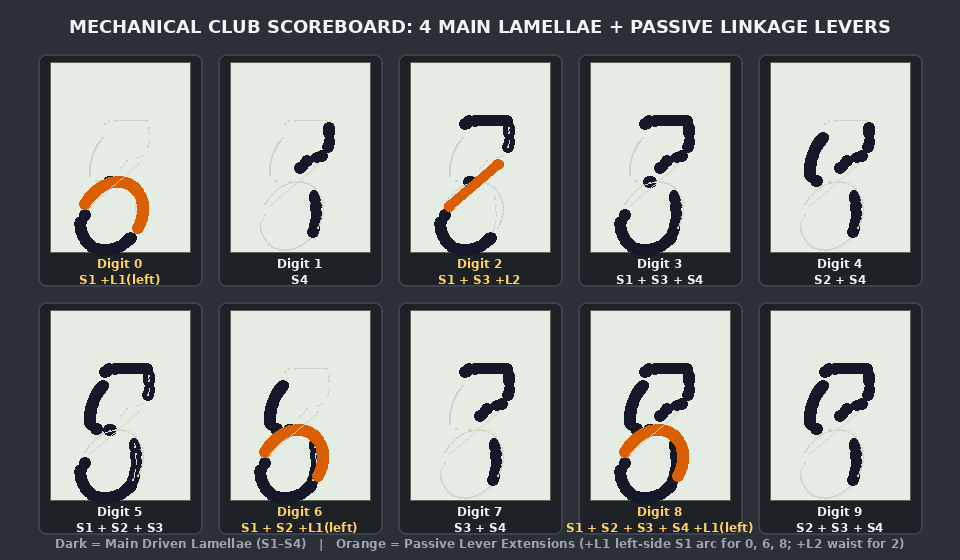 MECHANICAL CLUB SCOREBOARD: 4 MAIN LAMELLAE + PASSIVE LINKAGE LEVERS
Digit 0
S1 +L1(left)
Digit 1
S4
Digit 2
S1 + S3 +L2
Digit 3
S1 + S3 + S4
Digit 4
S2 + S4
Digit 5
S1 + S2 + S3
Digit 6
S1 + S2 +L1(left)
Digit 7
S3 + S4
Digit 8
S1 + S2 + S3 + S4 +L1(left)
Digit 9
S2 + S3 + S4
Dark = Main Driven Lamellae (S1–S4) | Orange = Passive Lever Extensions (+L1 left-side S1 arc for 0, 6, 8; +L2 waist for 2)